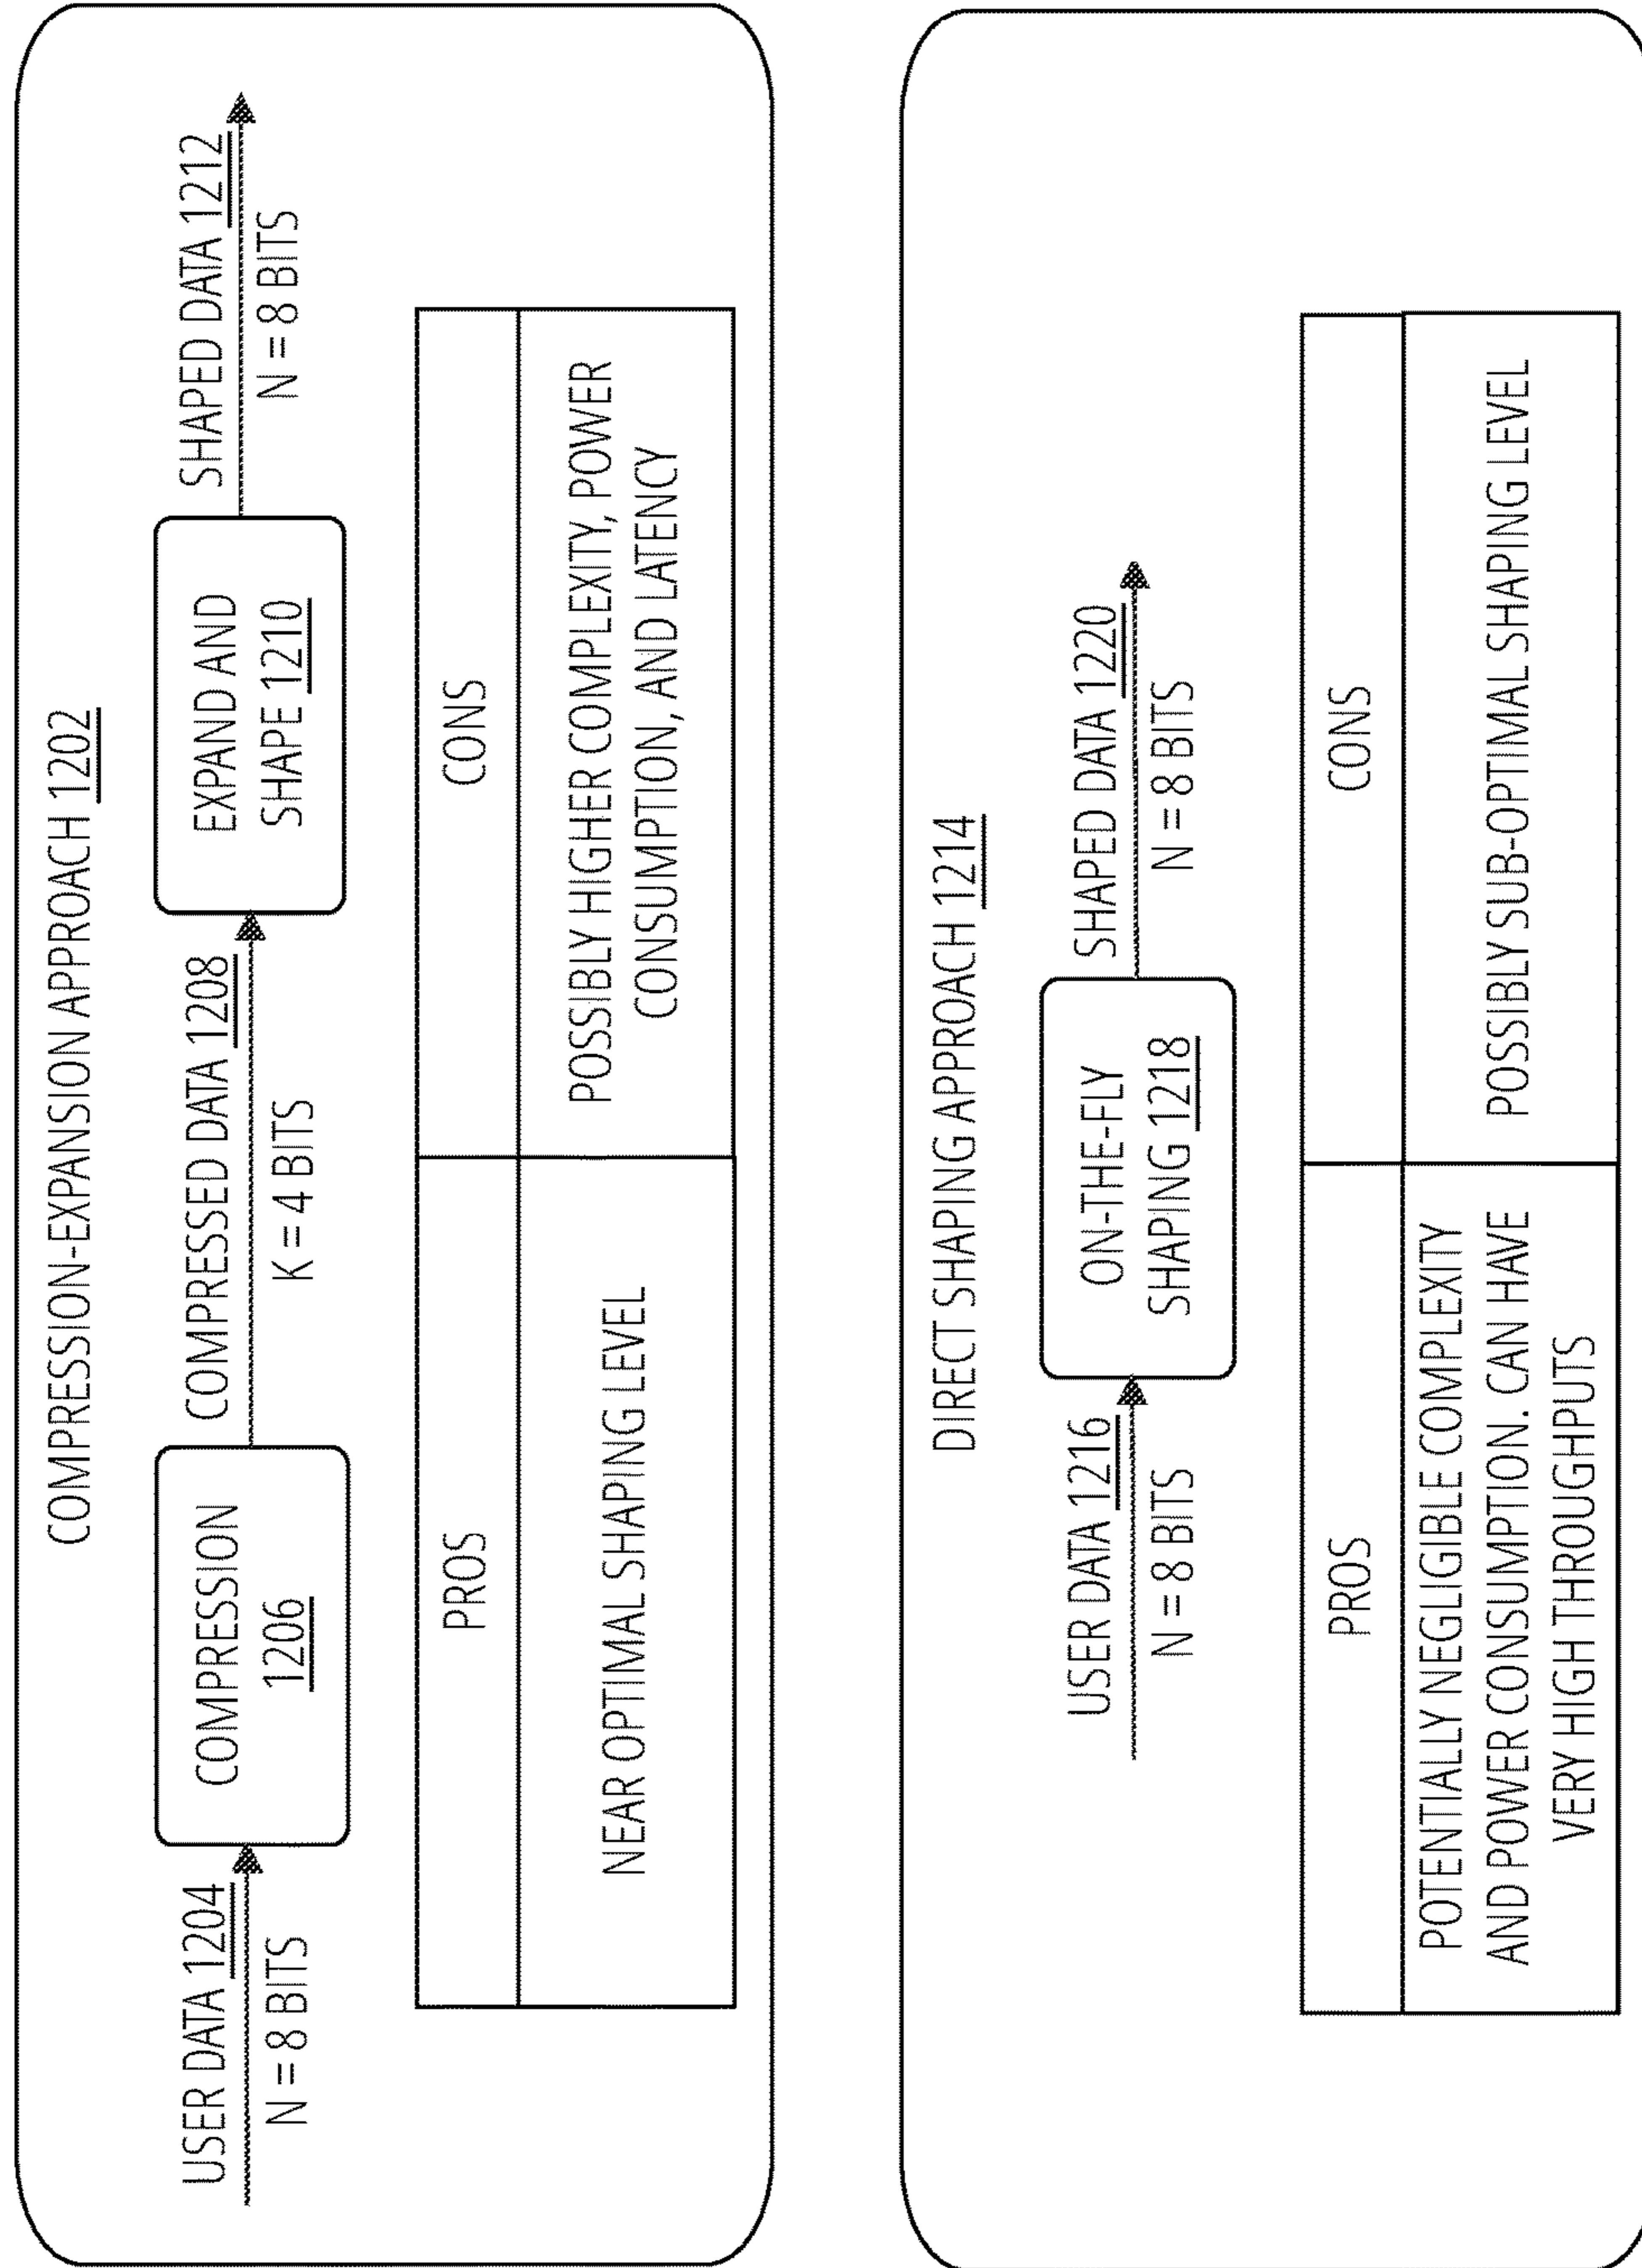 COMPRESSION-EXPANSION APPROACH 1202
USER DATA 1204
N = 8 BITS
COMPRESSION
1206
COMPRESSED DATA 1208
K = 4 BITS
EXPAND AND
SHAPE 1210
SHAPED DATA 1212
N = 8 BITS
PROS
CONS
NEAR OPTIMAL SHAPING LEVEL
POSSIBLY HIGHER COMPLEXITY, POWER
CONSUMPTION, AND LATENCY
DIRECT SHAPING APPROACH 1214
USER DATA 1216
N = 8 BITS
ON-THE-FLY
SHAPING 1218
SHAPED DATA 1220
N = 8 BITS
PROS
CONS
POTENTIALLY NEGLIGIBLE COMPLEXITY
AND POWER CONSUMPTION. CAN HAVE
VERY HIGH THROUGHPUTS
POSSIBLY SUB-OPTIMAL SHAPING LEVEL